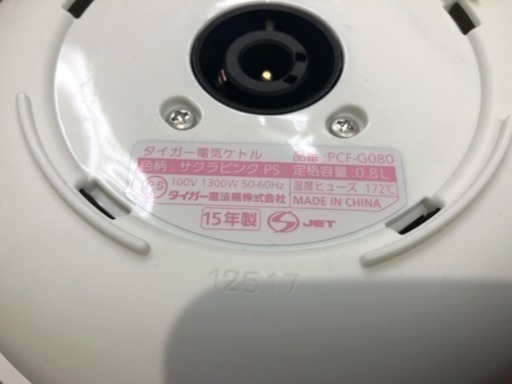 タイガー電気ケトル PCF-G080
色柄：サクラピンク PS 定格容量:0.8L
100V 1300W 50-60Hz 温度ヒューズ 172℃
タイガー魔法瓶株式会社 MADE IN CHINA
15年製 JET
12517